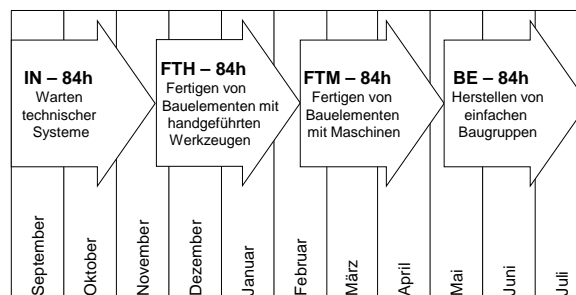 IN – 84h
Warten
technischer
Systeme
FTH – 84h
Fertigen von
Bauelementen mit
handgeführten
Werkzeugen
FTM – 84h
Fertigen von
Bauelementen
mit Maschinen
BE – 84h
Herstellen von
einfachen
Baugruppen
September
Oktober
November
Dezember
Januar
Februar
März
April
Mai
Juni
Juli